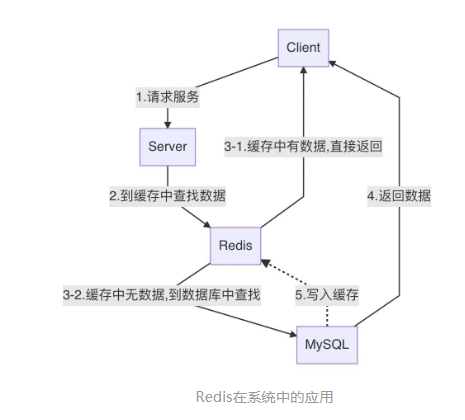 Client
1.请求服务
Server
3-1.缓存中有数据,直接返回
2.到缓存中查找数据
4.返回数据
Redis
3-2.缓存中无数据,到数据库中查找
5.写入缓存
MySQL
Redis在系统中的应用